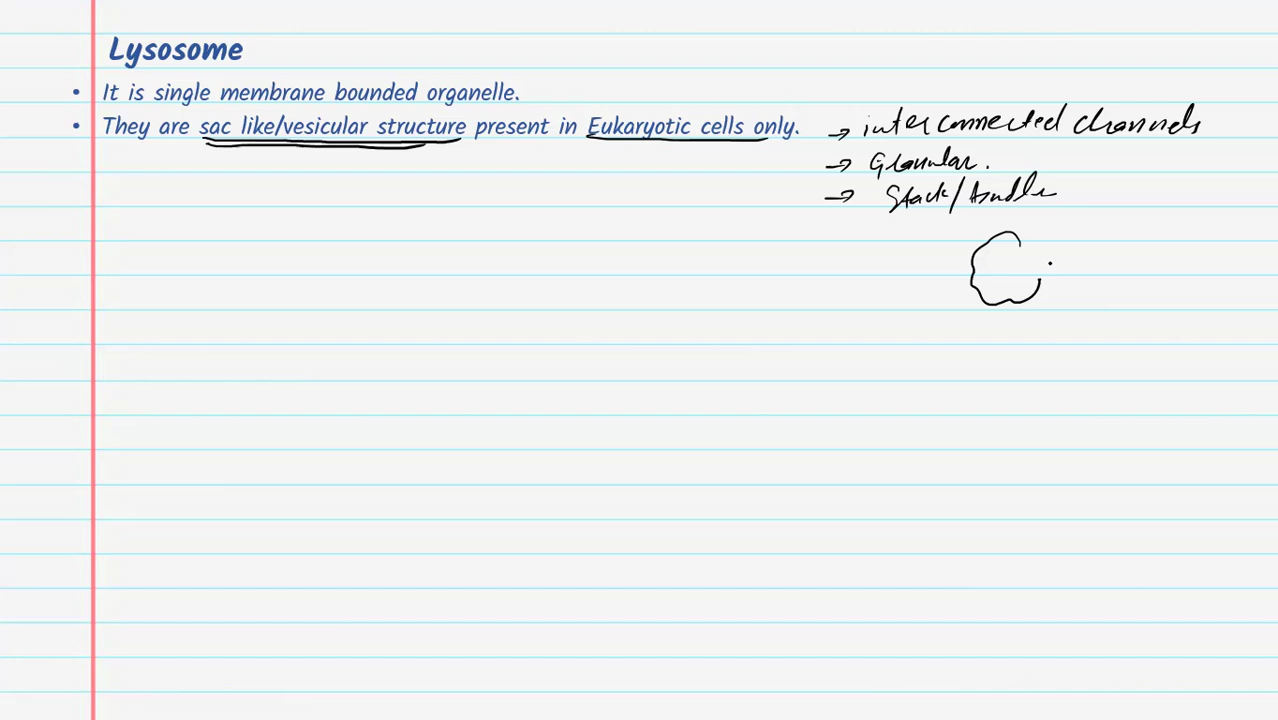 Lysosome
• It is single membrane bounded organelle.
• They are sac like/vesicular structure present in Eukaryotic cells only.
→ interconnected channels
→ Granular.
→ Stack/bundle